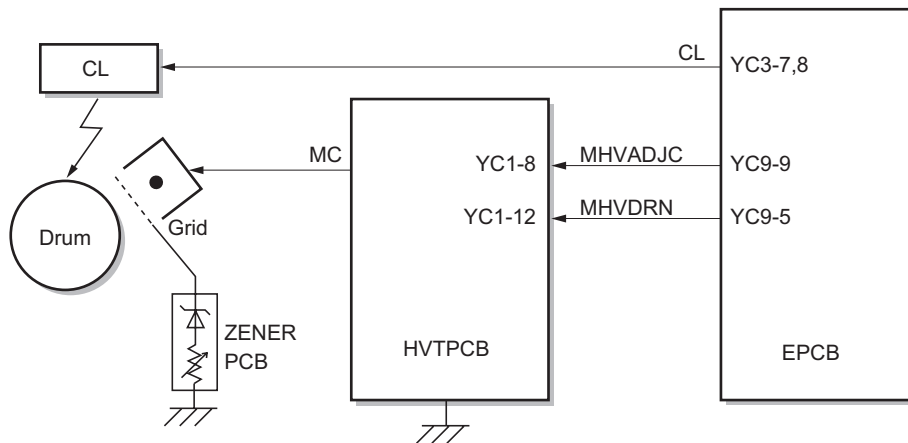 CL
CL
YC3-7,8
MC
YC1-8
MHVADJC
YC9-9
YC1-12
MHVDRN
YC9-5
Drum
Grid
ZENER
PCB
HVTPCB
EPCB